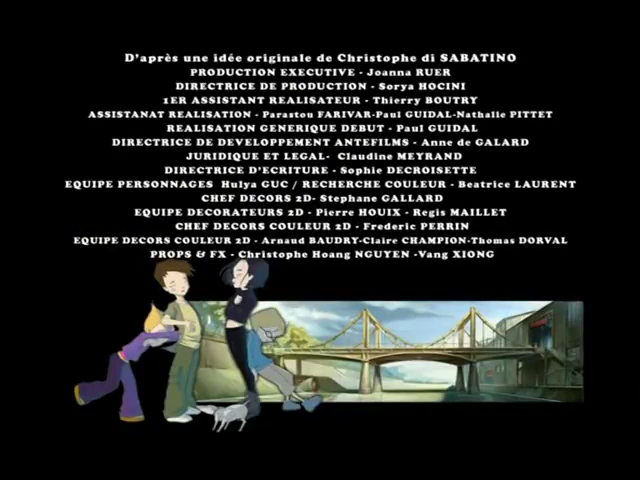 D'après une idée originale de Christophe di SABATINO
PRODUCTION EXECUTIVE - Joanna RUER
DIRECTRICE DE PRODUCTION - Sorya HOCINI
1ER ASSISTANT REALISATEUR - Thierry BOUTRY
ASSISTANAT REALISATION - Parastou FARIVAR-Paul GUIDAL-Nathalie PITTET
REALISATION GENERIQUE DEBUT - Paul GUIDAL
DIRECTRICE DE DEVELOPPEMENT ANTEFILMS - Anne de GALARD
JURIDIQUE ET LEGAL- Claudine MEYRAND
DIRECTRICE D'ECRITURE - Sophie DECROISETTE
EQUIPE PERSONNAGES Hulya GUC / RECHERCHE COULEUR - Beatrice LAURENT
CHEF DECORS 2D- Stephane GALLARD
EQUIPE DECORATEURS 2D - Pierre HOUIX - Regis MAILLET
CHEF DECORS COULEUR 2D - Frederic PERRIN
EQUIPE DECORS COULEUR 2D - Arnaud BAUDRY-Claire CHAMPION-Thomas DORVAL
PROPS & FX - Christophe Hoang NGUYEN -Vang XIONG